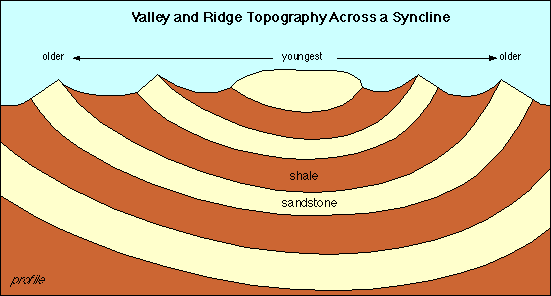 Valley and Ridge Topography Across a Syncline
older youngest older
shale
sandstone
profile